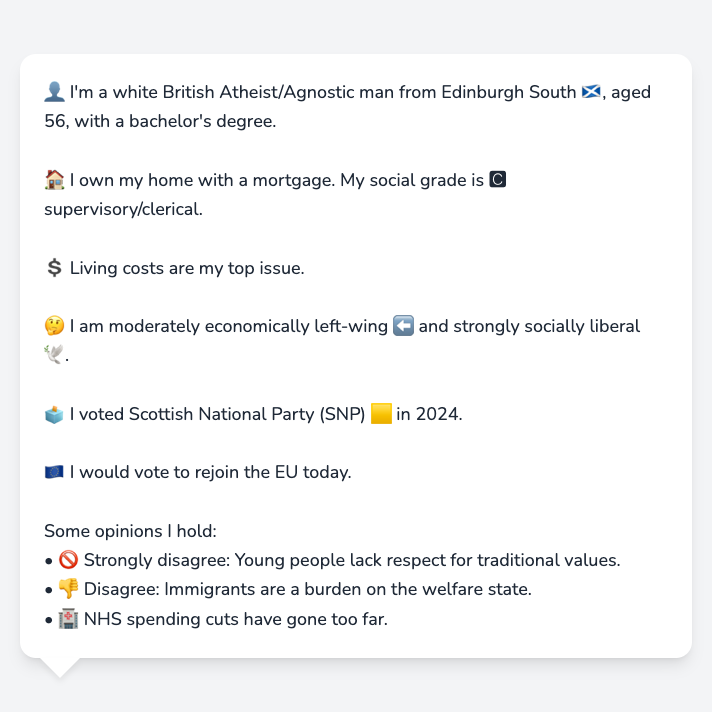 👤 I'm a white British Atheist/Agnostic man from Edinburgh South 🏴󠁧󠁢󠁳󠁣󠁴󠁿, aged
56, with a bachelor's degree.
🏠 I own my home with a mortgage. My social grade is 🅲
supervisory/clerical.
💲 Living costs are my top issue.
🤔 I am moderately economically left-wing ⬅️ and strongly socially liberal
🕊️.
🗳️ I voted Scottish National Party (SNP) 🟨 in 2024.
🇪🇺 I would vote to rejoin the EU today.
Some opinions I hold:
• 🚫 Strongly disagree: Young people lack respect for traditional values.
• 👎 Disagree: Immigrants are a burden on the welfare state.
• 🏥 NHS spending cuts have gone too far.